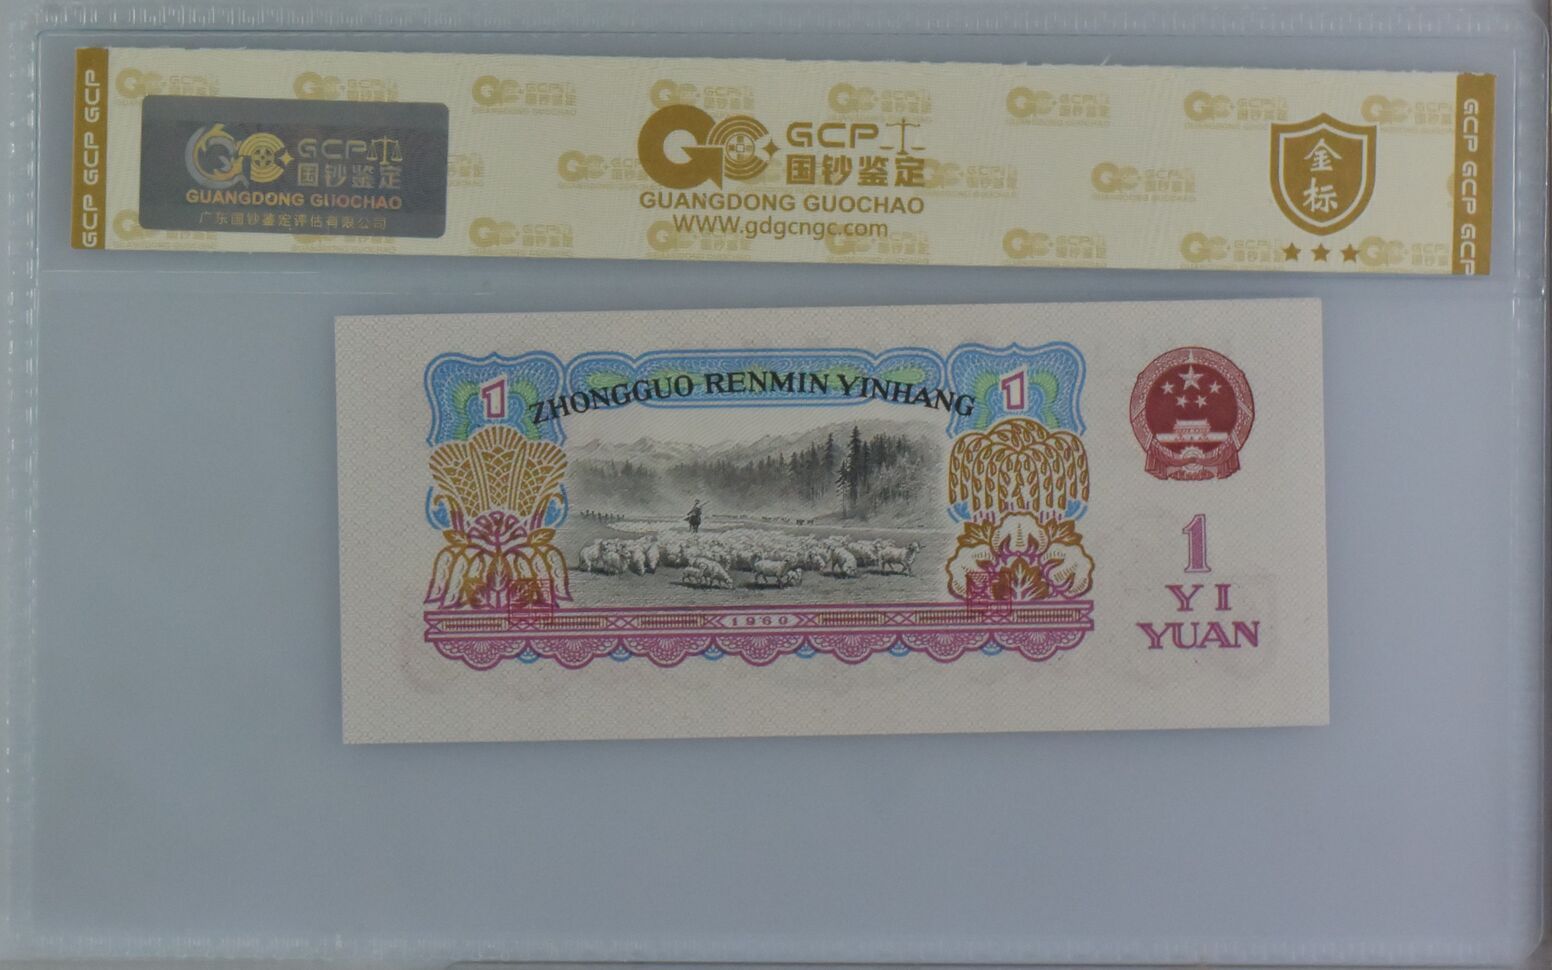 GCP GCP GCP
GCP
国钞鉴定
GUANGDONG GUOCHAO
广东国钞鉴定评估有限公司
GCP
国钞鉴定
GUANGDONG GUOCHAO
WWW.gdgcngc.com
金
标
GCP GCP GCP
1
ZHONGGUO RENMIN YINHANG
1
1960
1
YI
YUAN